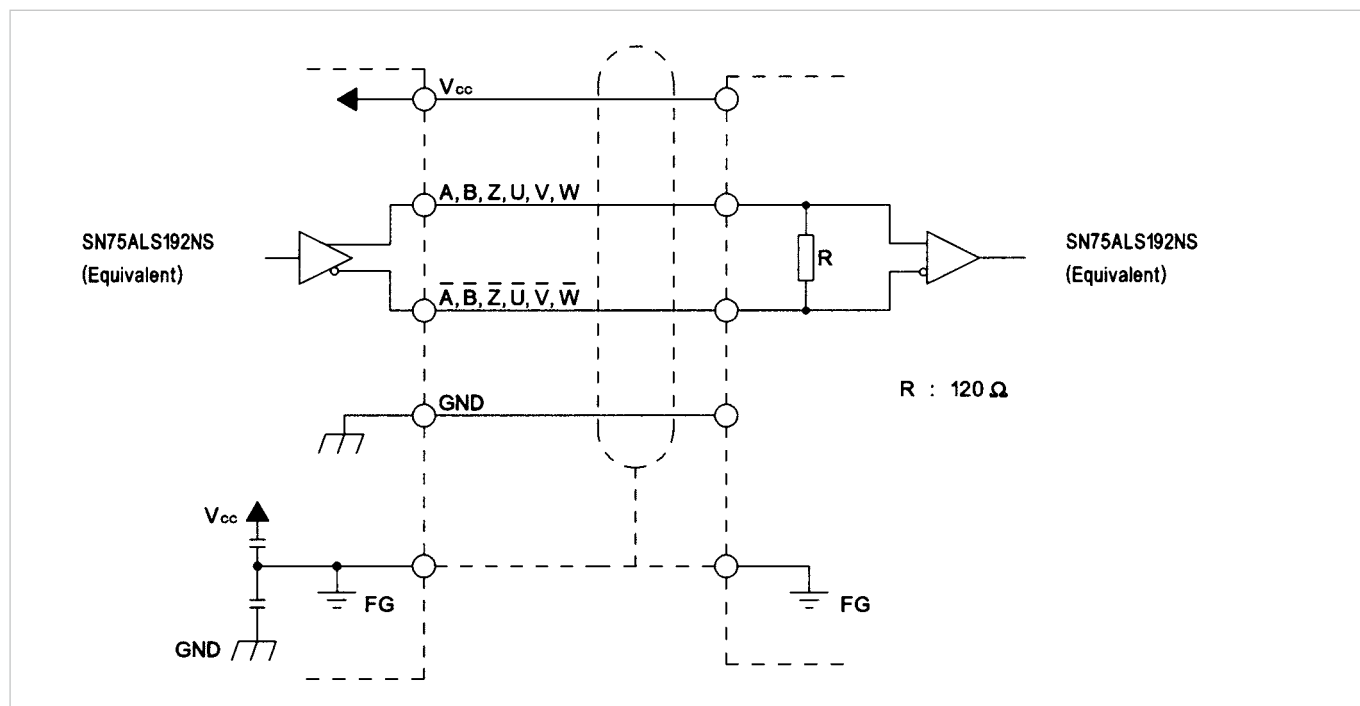 Vcc
A, B, Z, U, V, W
SN75ALS192NS
(Equivalent)
SN75ALS192NS
(Equivalent)
R
A̅, B̅, Z̅, U̅, V̅, W̅
R : 120 Ω
GND
Vcc
FG
FG
GND